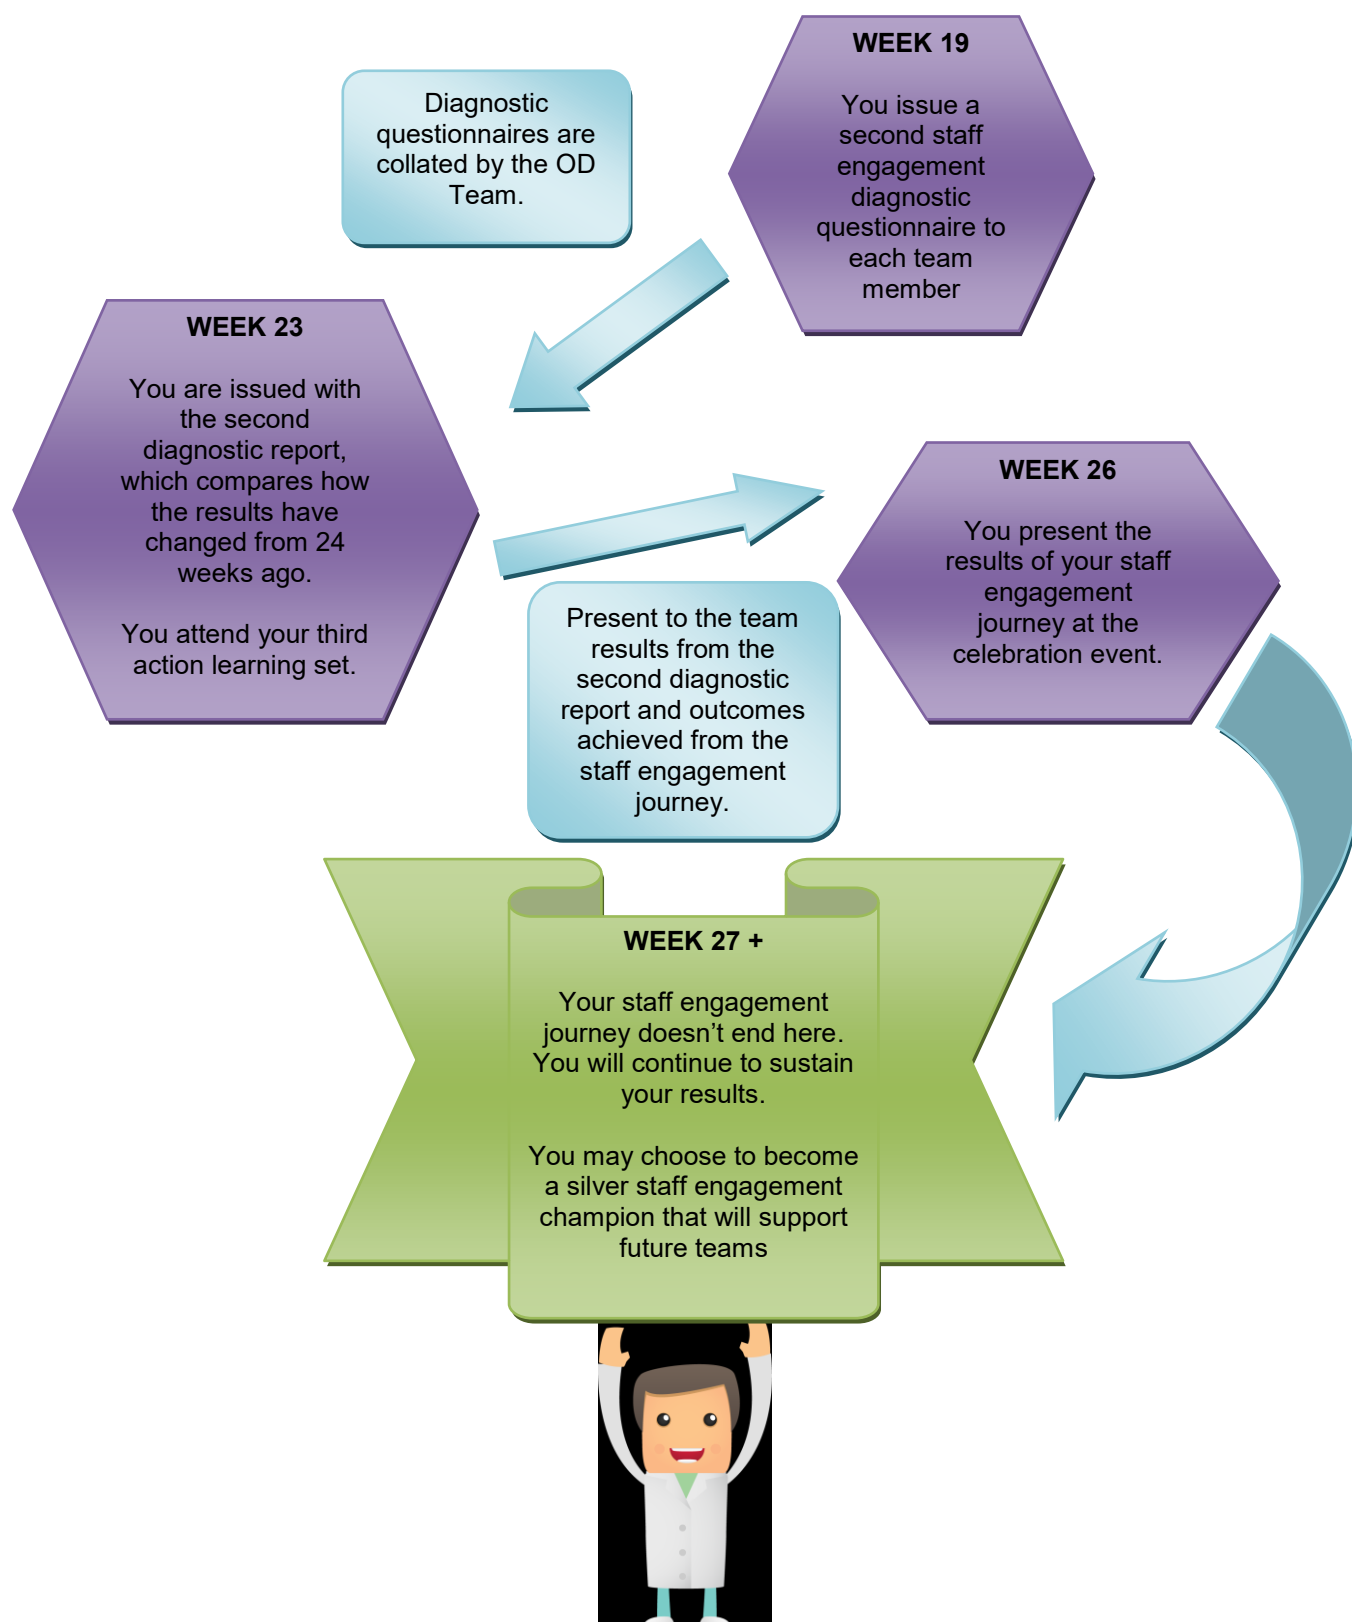 WEEK 19
You issue a
second staff
engagement
diagnostic
questionnaire to
each team
member
Diagnostic
questionnaires are
collated by the OD
Team.
WEEK 23
You are issued with
the second
diagnostic report,
which compares how
the results have
changed from 24
weeks ago.
You attend your third
action learning set.
Present to the team
results from the
second diagnostic
report and outcomes
achieved from the
staff engagement
journey.
WEEK 26
You present the
results of your staff
engagement
journey at the
celebration event.
WEEK 27 +
Your staff engagement
journey doesn’t end here.
You will continue to sustain
your results.
You may choose to become
a silver staff engagement
champion that will support
future teams